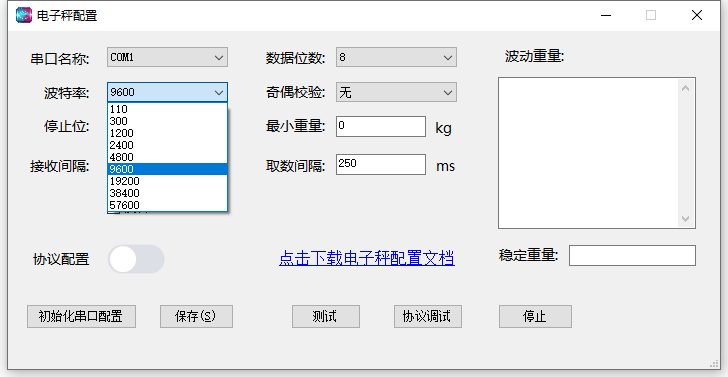 电子秤配置
串口名称: COM1 数据位数: 8 波动重量:
波特率: 9600 奇偶校验: 无
110
300
停止位: 1200 最小重量: 0 kg
2400
4800
接收间隔: 9600 取数间隔: 250 ms
19200
38400
57600
协议配置 点击下载电子秤配置文档 稳定重量:
初始化串口配置 保存(S) 测试 协议调试 停止